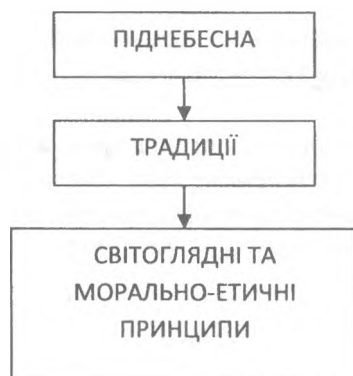 ПІДНЕБЕСНА
ТРАДИЦІЇ
СВІТОГЛЯДНІ ТА
МОРАЛЬНО-ЕТИЧНІ
ПРИНЦИПИ